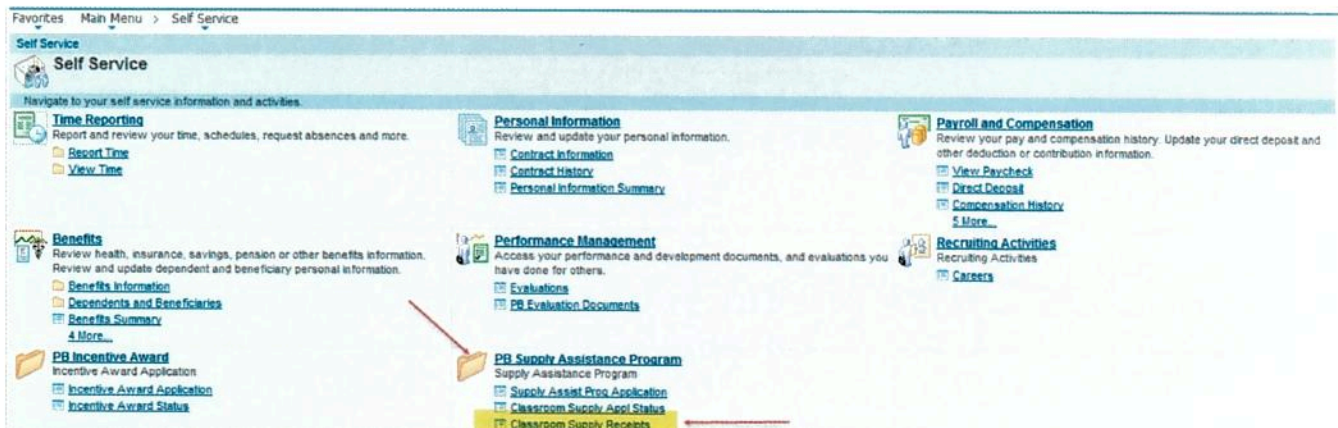 Favorites Main Menu > Self Service
Self Service
Self Service
Navigate to your self service information and activities.
Time Reporting
Report and review your time, schedules, request absences and more.
Report Time
View Time
Personal Information
Review and update your personal information.
Contract Information
Contract History
Personal Information Summary
Payroll and Compensation
Review your pay and compensation history. Update your direct deposit and
other deduction or contribution information.
View Paycheck
Direct Deposit
Compensation History
5 More...
Benefits
Review health, insurance, savings, pension or other benefits information.
Review and update dependent and beneficiary personal information.
Benefits Information
Dependents and Beneficiaries
Benefits Summary
4 More...
Performance Management
Access your performance and development documents, and evaluations you
have done for others.
Evaluations
PB Evaluation Documents
Recruiting Activities
Recruiting Activities
Careers
PB Incentive Award
Incentive Award Application
Incentive Award Application
Incentive Award Status
PB Supply Assistance Program
Supply Assistance Program
Supply Assist Prog Application
Classroom Supply Appl Status
Classroom Supply Receipts